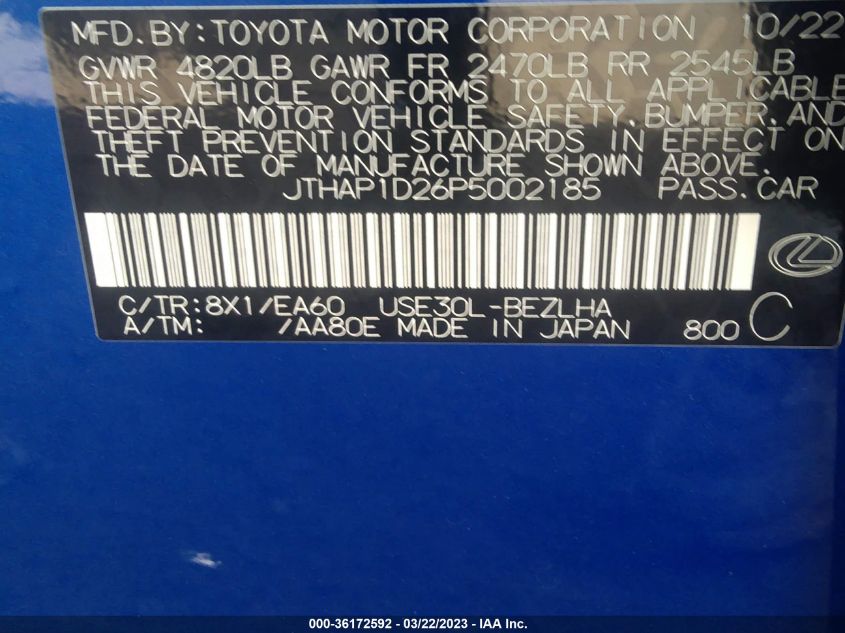 MFD.BY:TOYOTA MOTOR CORPORATION 10/22
GVWR 4820LB GAWR FR 2470LB RR 2545LB
THIS VEHICLE CONFORMS TO ALL APPLICABLE
FEDERAL MOTOR VEHICLE SAFETY,BUMPER,AND
THEFT PREVENTION STANDARDS IN EFFECT ON
THE DATE OF MANUFACTURE SHOWN ABOVE.
JTHAP1D26P5002185 PASS.CAR
C/TR:8X1/EA60 USE30L-BEZLHA
A/TM: /AA80E MADE IN JAPAN 800 C
000-36172592 - 03/22/2023 - IAA Inc.